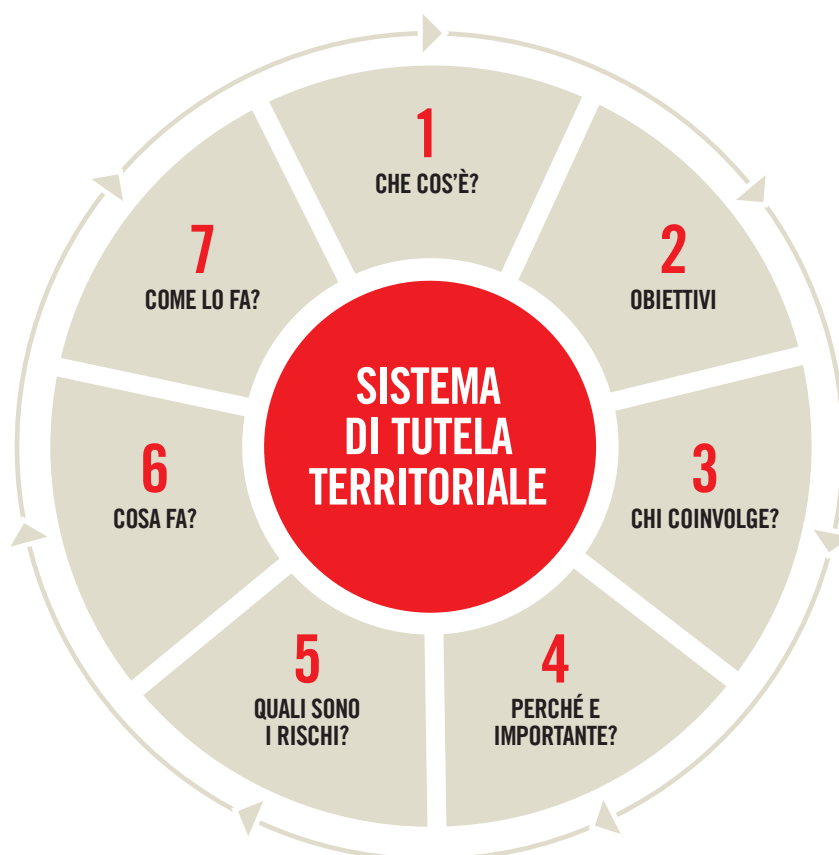 1
CHE COS'È?
2
OBIETTIVI
3
CHI COINVOLGE?
4
PERCHÉ E
IMPORTANTE?
5
QUALI SONO
I RISCHI?
6
COSA FA?
7
COME LO FA?
SISTEMA
DI TUTELA
TERRITORIALE